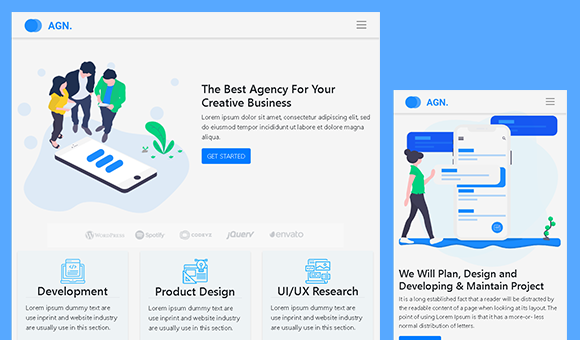 AGN.
The Best Agency For Your
Creative Business
Lorem ipsum dolor sit amet, consectetur adipiscing elit, sed
do eiusmod tempor incididunt ut labore et dolore magna
aliqua.
GET STARTED
WordPress
Spotify
CODEPX
jQuery
envato
Development
Lorem ipsum dummy text are
use inprint and website industry
are usually use in this section.
Product Design
Lorem ipsum dummy text are
use inprint and website industry
are usually use in this section.
UI/UX Research
Lorem ipsum dummy text are
use inprint and website industry
are usually use in this section.
AGN.
We Will Plan, Design and
Developing & Maintain Project
It is a long established fact that a reader will be distracted by
the readable content of a page when looking at its layout. The
point of using Lorem Ipsum is that it has a more-or- less
normal distribution of letters.